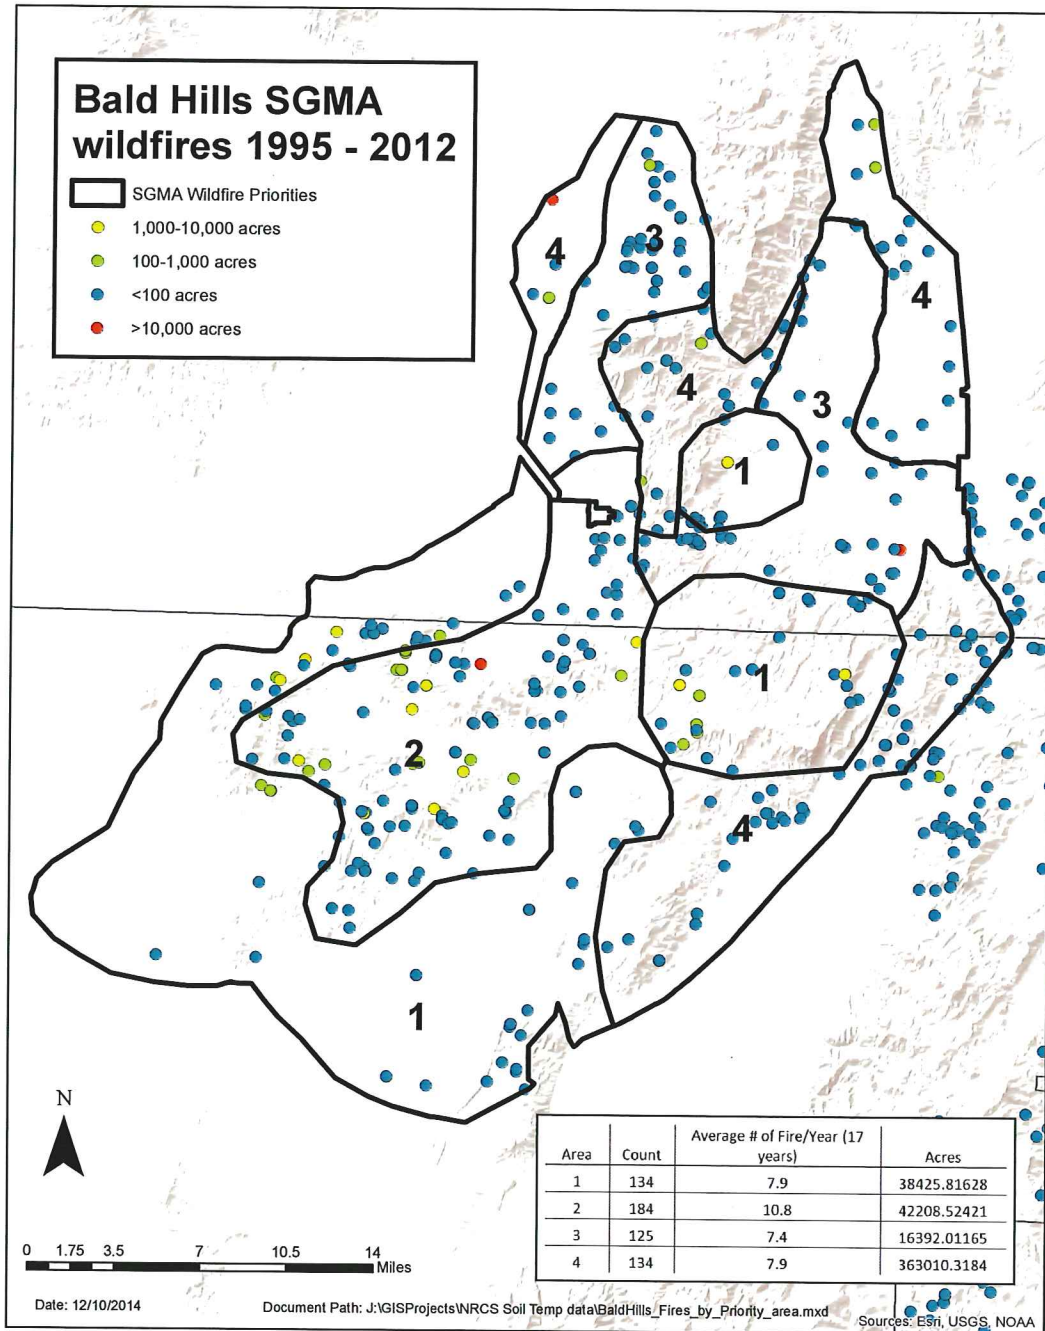 Bald Hills SGMA
wildfires 1995 - 2012
SGMA Wildfire Priorities
1,000-10,000 acres
100-1,000 acres
<100 acres
>10,000 acres
4
3
4
4
3
1
1
2
4
1
N
Area Count Average # of Fire/Year (17 years) Acres
1 134 7.9 38425.81628
2 184 10.8 42208.52421
3 125 7.4 16392.01165
4 134 7.9 363010.3184
0 1.75 3.5 7 10.5 14
Miles
Date: 12/10/2014
Document Path: J:\GISProjects\NRCS Soil Temp data\BaldHills_Fires_by_Priority_area.mxd
Sources: Esri, USGS, NOAA